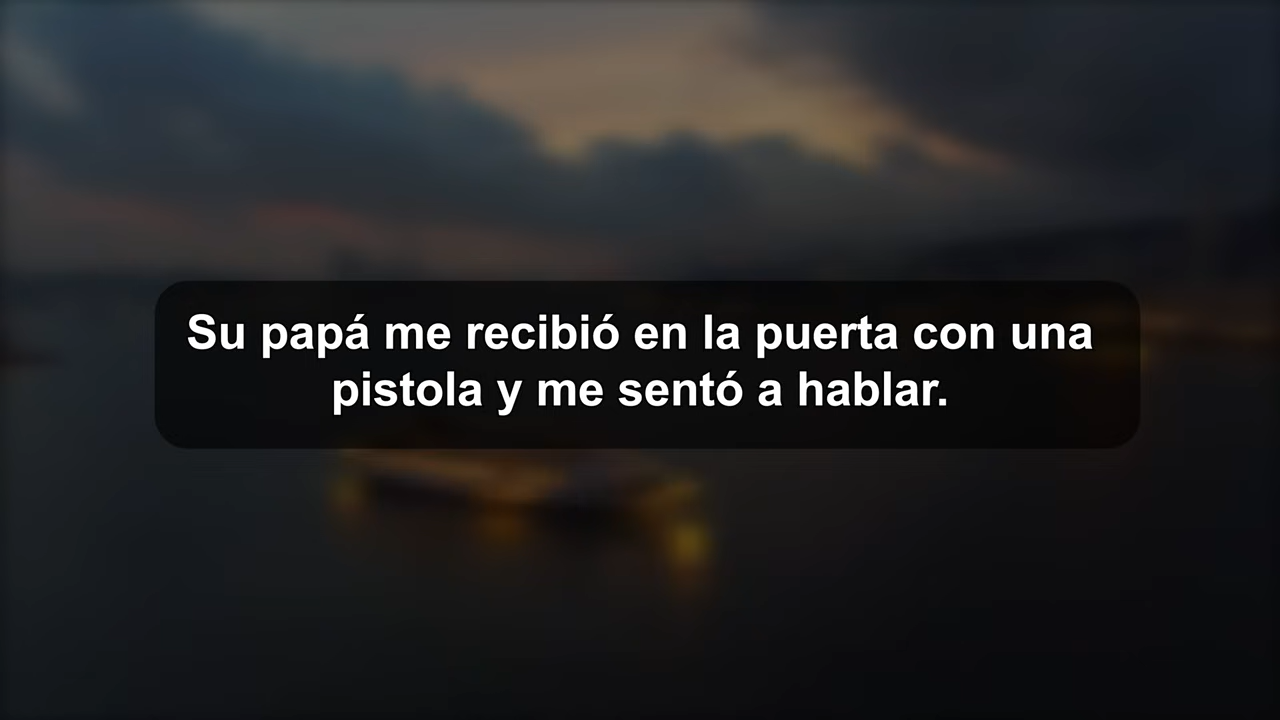 Su papá me recibió en la puerta con una
pistola y me sentó a hablar.